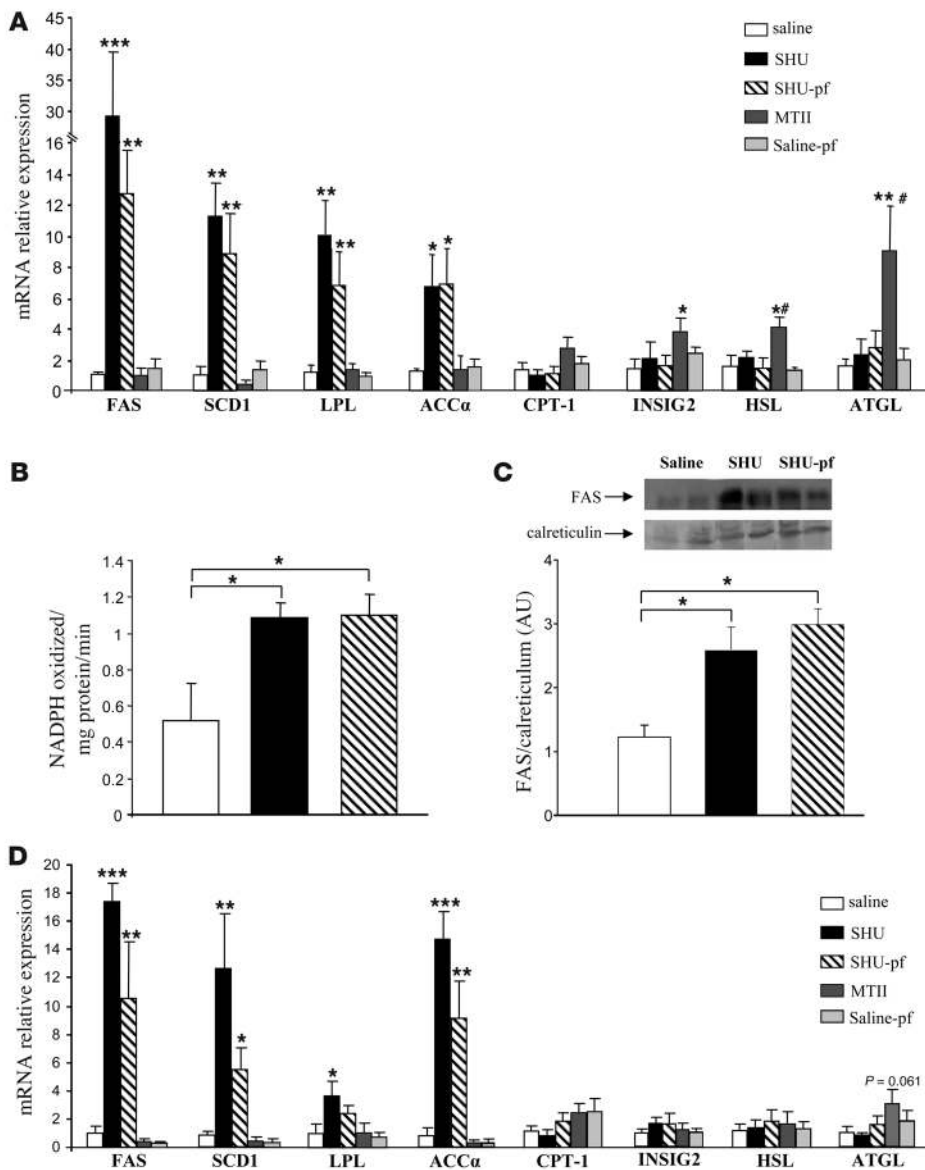 A
mRNA relative expression
45
40
35
30
16
14
12
10
8
6
4
2
0
***
**
**
**
**
**
*
*
*
*#
** #
saline
SHU
SHU-pf
MTII
Saline-pf
FAS SCD1 LPL ACCα CPT-1 INSIG2 HSL ATGL
B
NADPH oxidized/
mg protein/min
1.4
1.2
1
0.8
0.6
0.4
0.2
0
*
*
C
Saline SHU SHU-pf
FAS
calreticulin
FAS/calreticulum (AU)
4
3
2
1
0
*
*
D
mRNA relative expression
20
18
16
14
12
10
8
6
4
2
0
***
**
**
*
*
***
**
P = 0.061
saline
SHU
SHU-pf
MTII
Saline-pf
FAS SCD1 LPL ACCα CPT-1 INSIG2 HSL ATGL